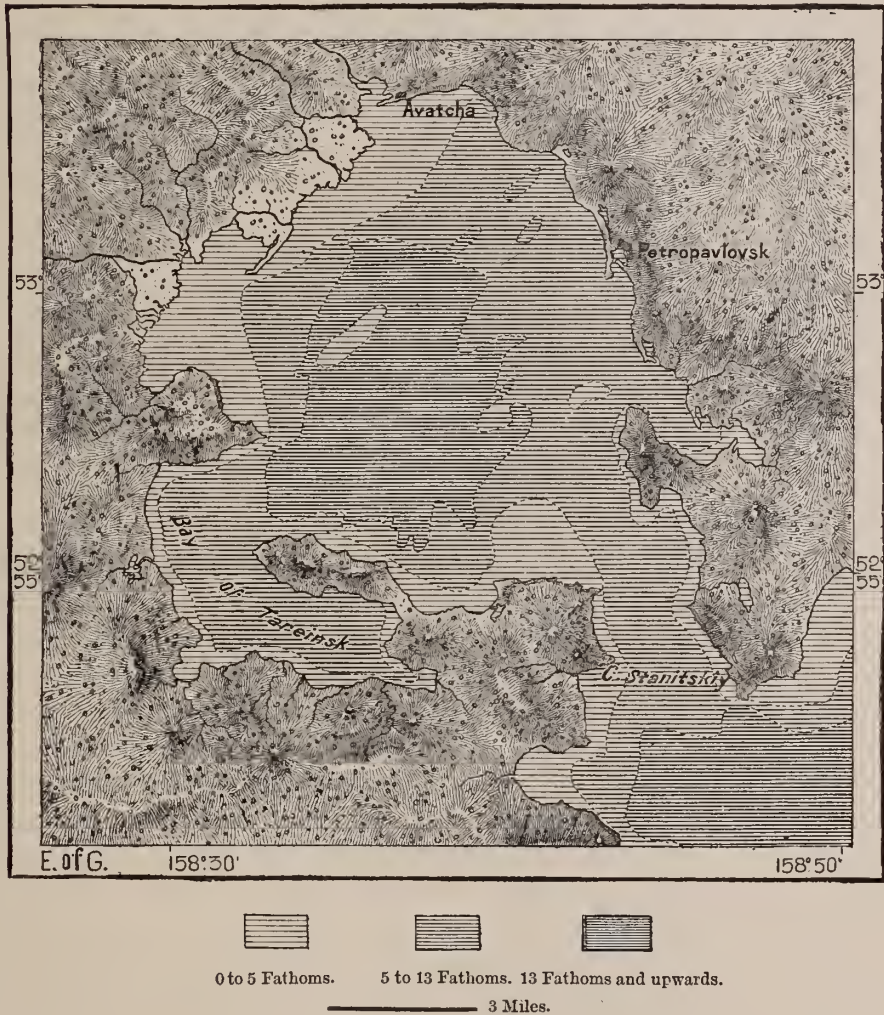 Avatcha
Petropavlovsk
53°
53°
Bay of Tareinsk
52°
55'
52°
55'
C. Stanitskiy
E. of G.
158°30'
158°50'
0 to 5 Fathoms. 5 to 13 Fathoms. 13 Fathoms and upwards.
3 Miles.